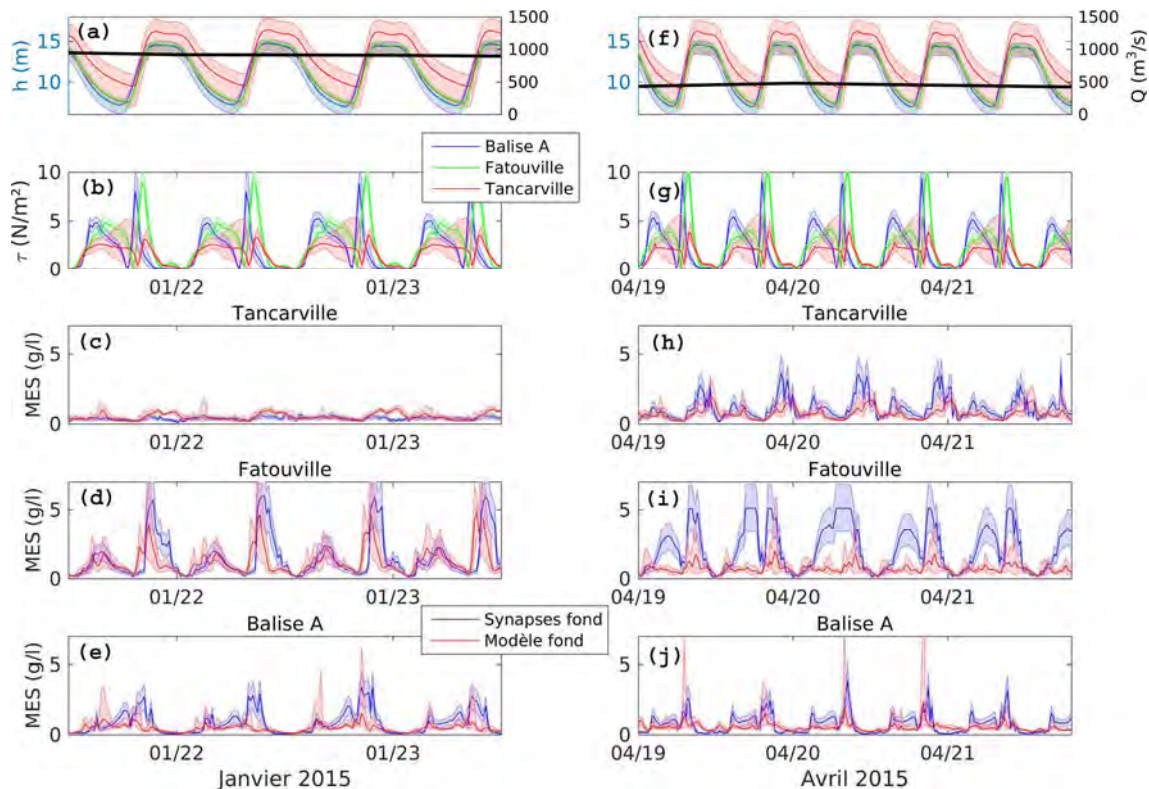 (a)
15
10
h (m)
1500
1000
500
0
(f)
15
10
1500
1000
500
0
Q (m³/s)
Balise A
Fatouville
Tancarville
(b)
10
5
0
τ (N/m²)
01/22
01/23
(g)
10
5
0
04/19
04/20
04/21
Tancarville
(c)
MES (g/l)
5
0
01/22
01/23
Tancarville
(h)
5
0
04/19
04/20
04/21
Fatouville
(d)
MES (g/l)
5
0
01/22
01/23
Fatouville
(i)
5
0
04/19
04/20
04/21
Synapses fond
Modèle fond
Balise A
(e)
MES (g/l)
5
0
01/22
01/23
Janvier 2015
Balise A
(j)
5
0
04/19
04/20
04/21
Avril 2015